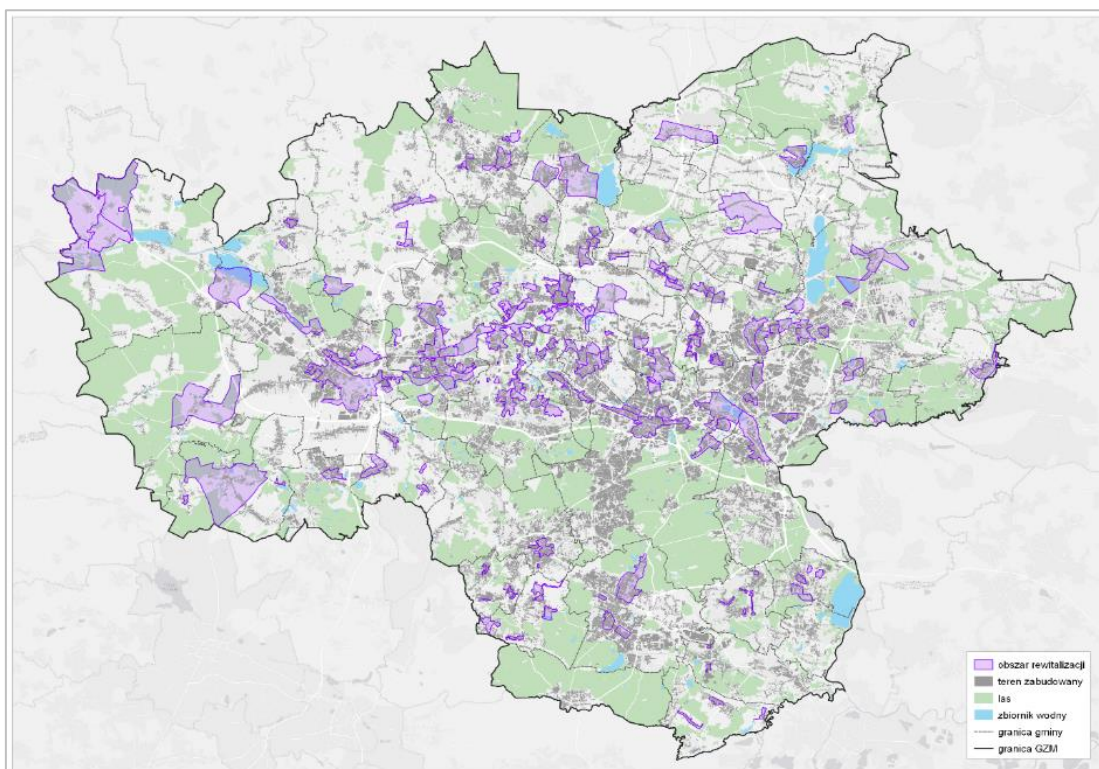 obszar rewitalizacji
teren zabudowany
las
zbiornik wodny
granica gminy
granica GZM